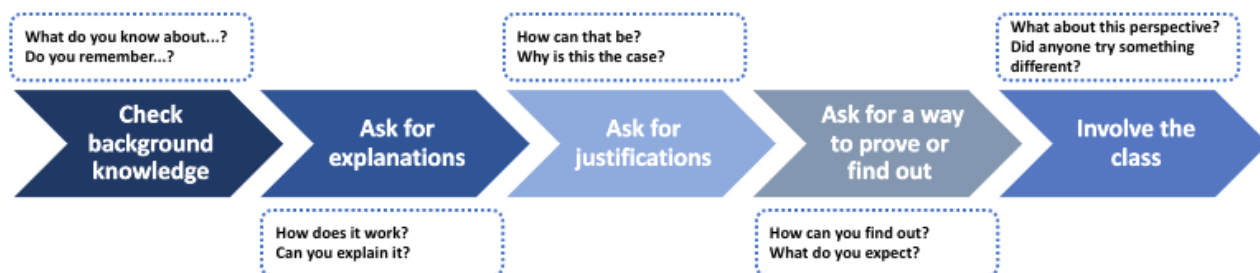 What do you know about...?
Do you remember...?
Check
background
knowledge
How does it work?
Can you explain it?
Ask for
explanations
How can that be?
Why is this the case?
Ask for
justifications
How can you find out?
What do you expect?
Ask for a way
to prove or
find out
What about this perspective?
Did anyone try something
different?
Involve the
class